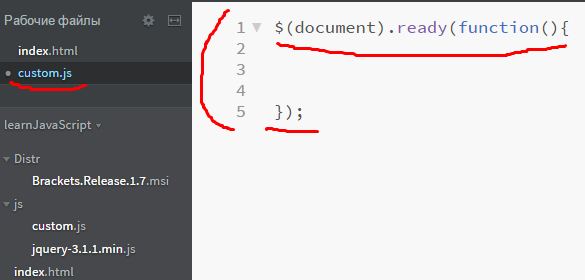 Рабочие файлы
index.html
custom.js
learnJavaScript
Distr
Brackets.Release.1.7.msi
js
custom.js
jquery-3.1.1.min.js
index.html
1 $(document).ready(function(){
2
3
4
5 });